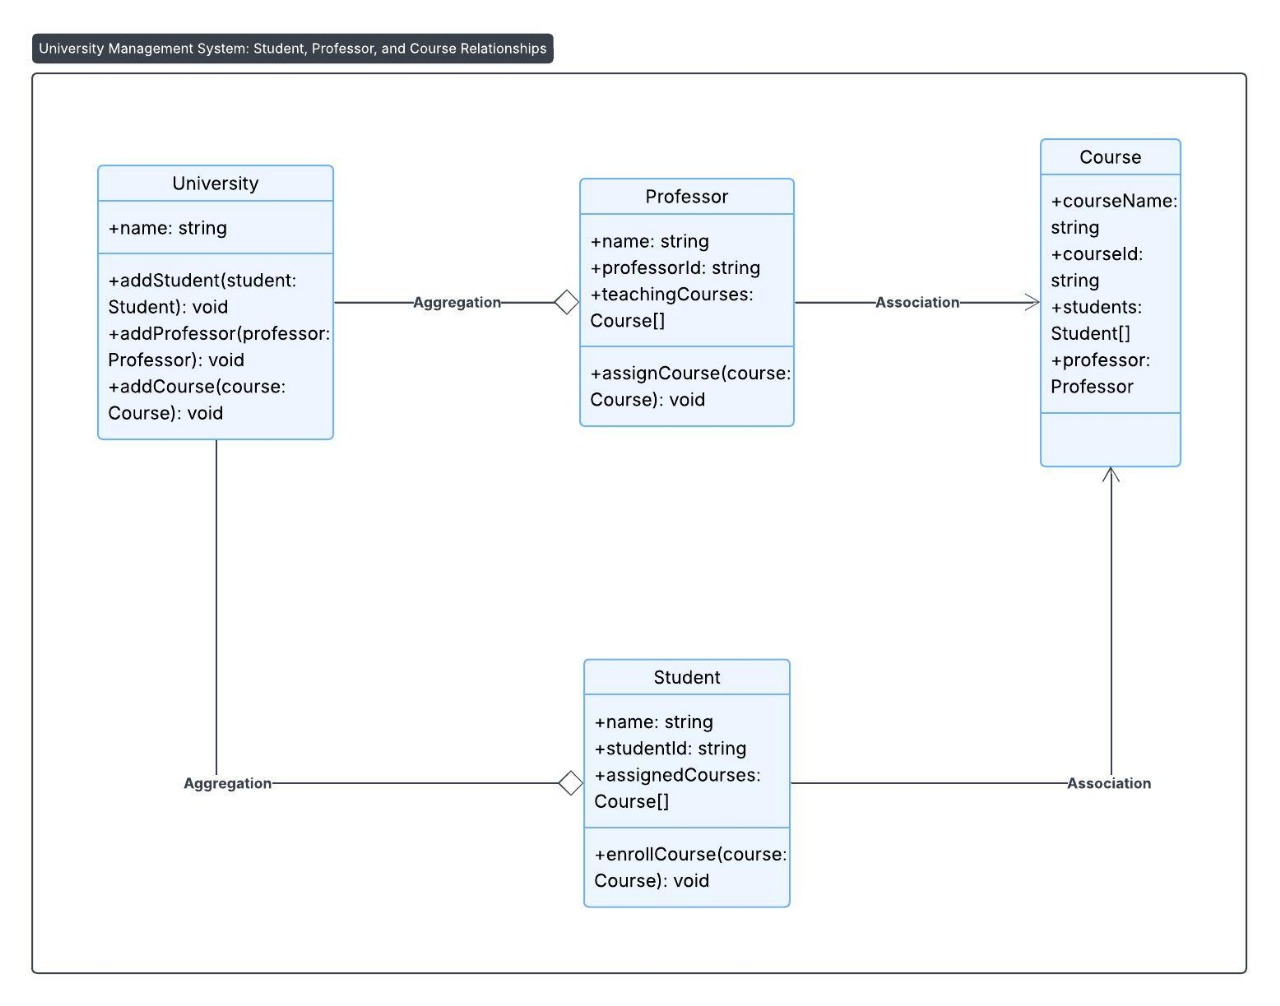 University Management System: Student, Professor, and Course Relationships
University
+name: string
+addStudent(student:
Student): void
+addProfessor(professor:
Professor): void
+addCourse(course:
Course): void
Aggregation
Professor
+name: string
+professorId: string
+teachingCourses:
Course[]
+assignCourse(course:
Course): void
Association
Course
+courseName:
string
+courseId:
string
+students:
Student[]
+professor:
Professor
Aggregation
Student
+name: string
+studentId: string
+assignedCourses:
Course[]
+enrollCourse(course:
Course): void
Association